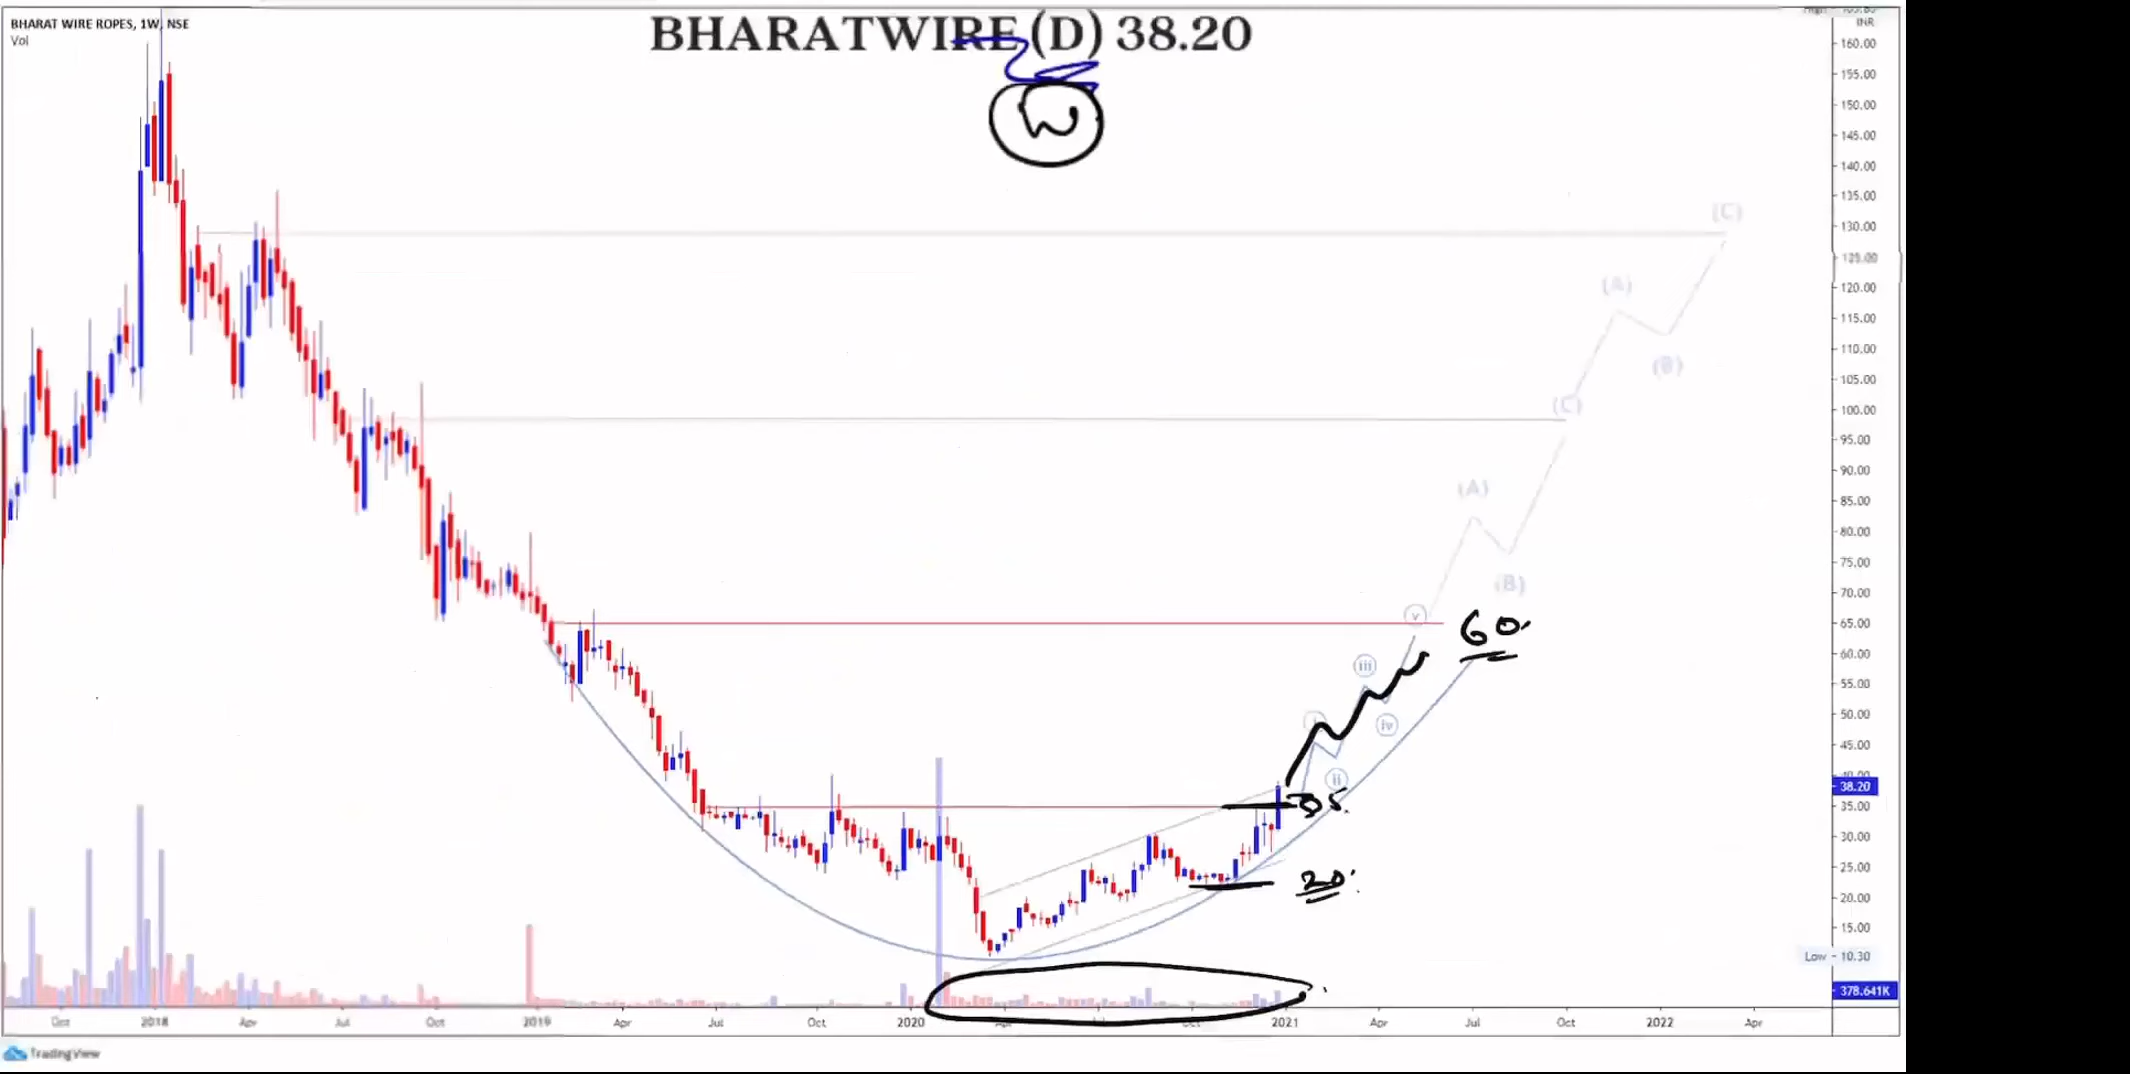 BHARAT WIRE ROPES, 1W, NSE
Vol
BHARATWIRE (D) 38.20
W
High
INR
160.00
155.00
150.00
145.00
140.00
135.00
130.00
125.00
120.00
115.00
110.00
105.00
100.00
95.00
90.00
85.00
80.00
75.00
70.00
65.00
60.00
55.00
50.00
45.00
40.00
38.20
35.00
30.00
25.00
20.00
15.00
Low 10.30
378.641K
(C)
(A)
(B)
(C)
(A)
(B)
v
60
iii
iv
i
ii
35
20
Oct 2018 Apr Jul Oct 2019 Apr Jul Oct 2020 Apr Oct 2021 Apr Jul Oct 2022 Apr
TradingView